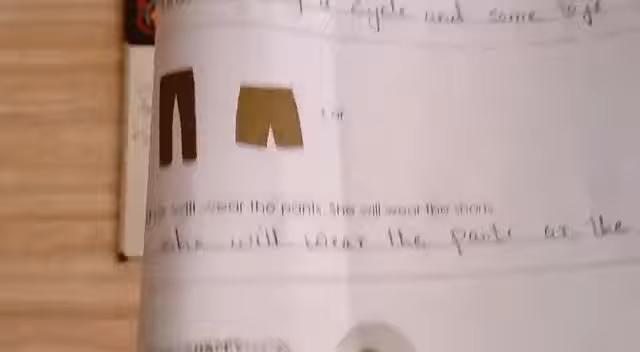 cycle and some
or
she will wear the pants. She will wear the shorts
she will wear the pants or the